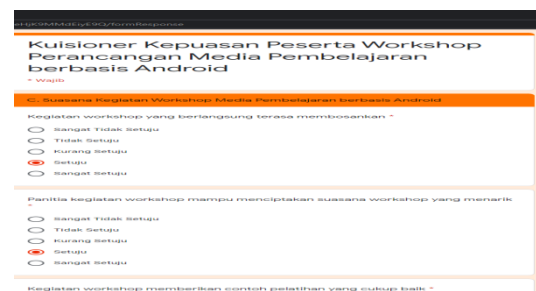 eHjK9MMdEiyE9Q/formResponse
Kuisioner Kepuasan Peserta Workshop
Perancangan Media Pembelajaran
berbasis Android
* Wajib
C. Suasana Kegiatan Workshop Media Pembelajaran berbasis Android
Kegiatan workshop yang berlangsung terasa membosankan *
Sangat Tidak Setuju
Tidak Setuju
Kurang Setuju
Setuju
Sangat Setuju
Panitia kegiatan workshop mampu menciptakan suasana workshop yang menarik
*
Sangat Tidak Setuju
Tidak Setuju
Kurang Setuju
Setuju
Sangat Setuju
Kegiatan workshop memberikan contoh pelatihan yang cukup baik *